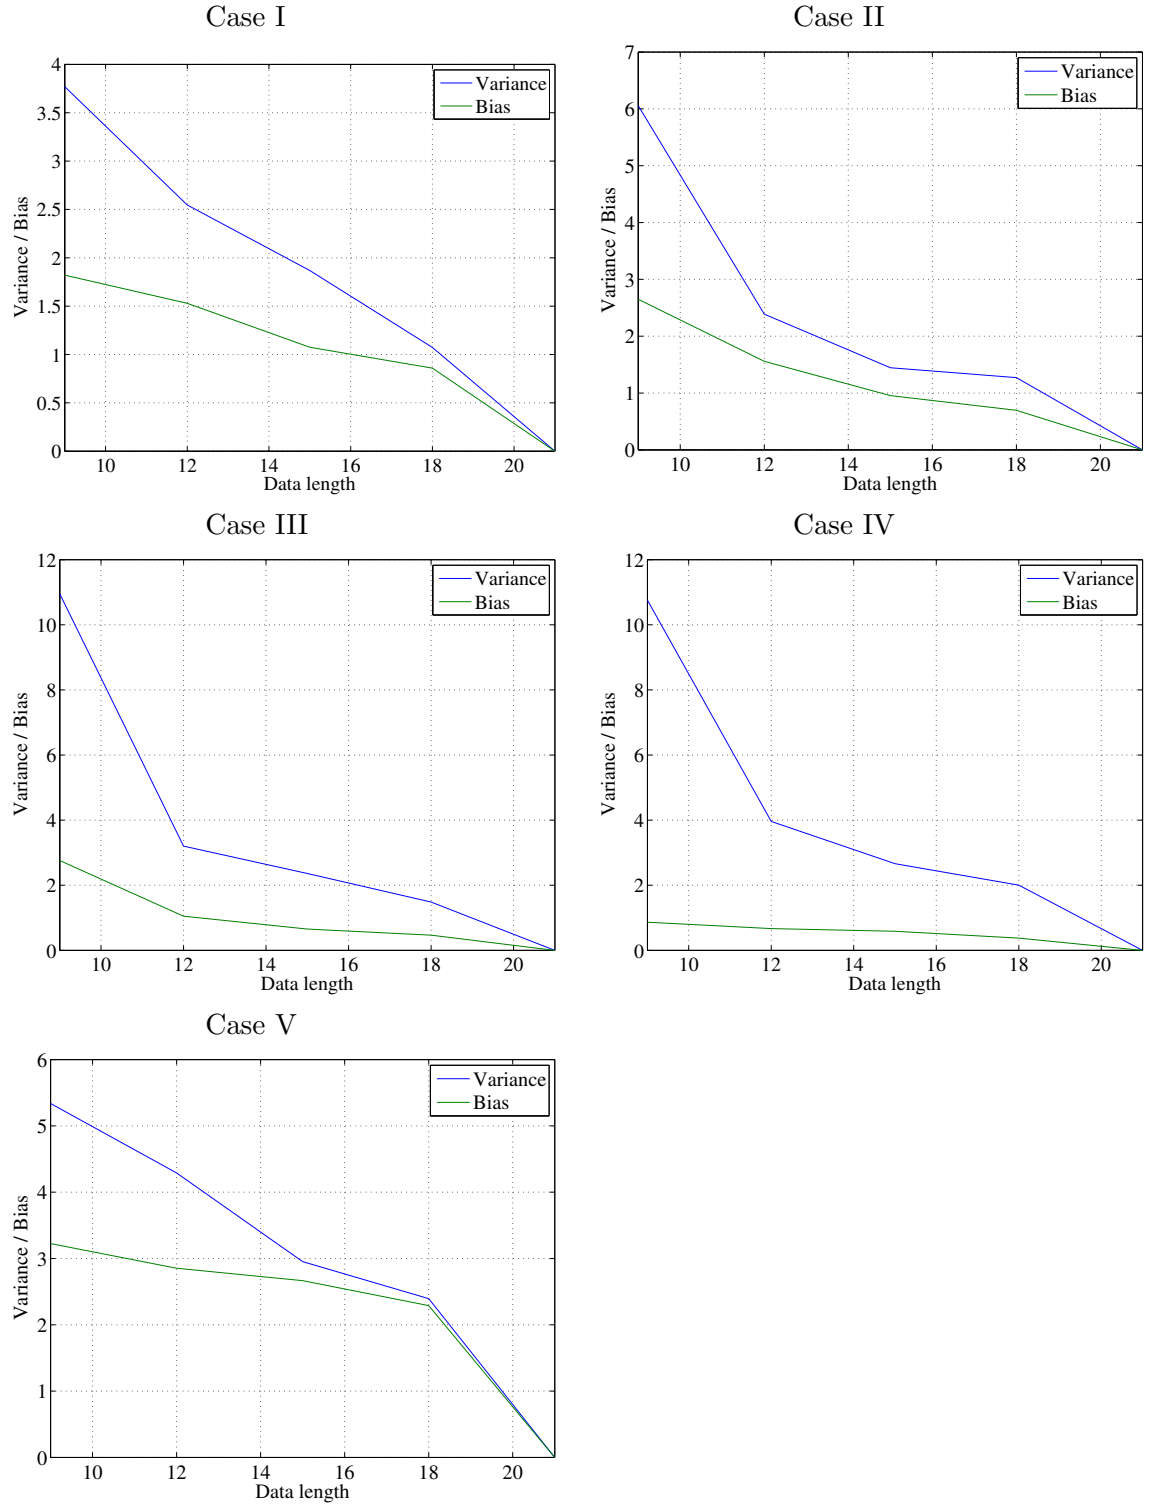 Case I
4
3.5
3
2.5
2
1.5
1
0.5
0
Variance / Bias
Variance
Bias
10 12 14 16 18 20
Data length
Case II
7
6
5
4
3
2
1
0
Variance / Bias
Variance
Bias
10 12 14 16 18 20
Data length
Case III
12
10
8
6
4
2
0
Variance / Bias
Variance
Bias
10 12 14 16 18 20
Data length
Case IV
12
10
8
6
4
2
0
Variance / Bias
Variance
Bias
10 12 14 16 18 20
Data length
Case V
6
5
4
3
2
1
0
Variance / Bias
Variance
Bias
10 12 14 16 18 20
Data length